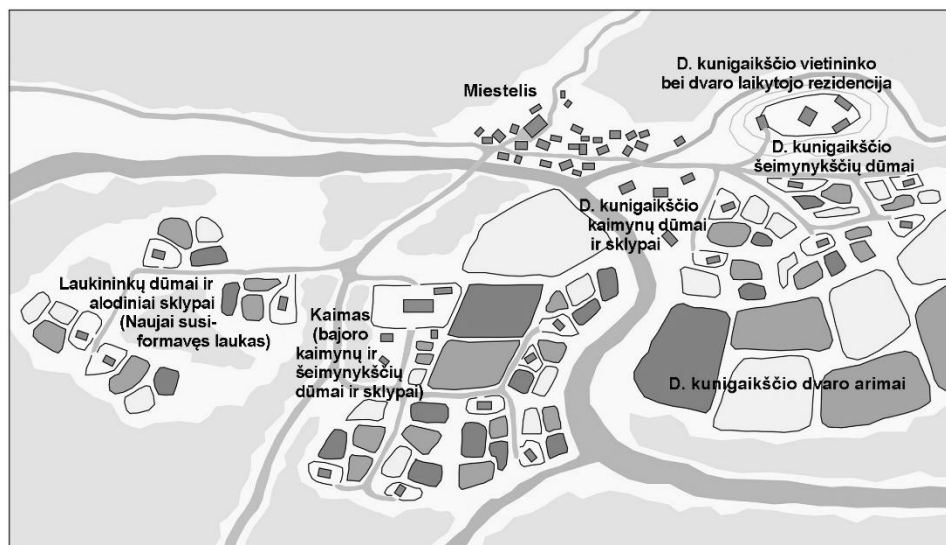 Miestelis
D. kunigaikščio vietininko
bei dvaro laikytojo rezidencija
D. kunigaikščio
šeimynykščių dūmai
D. kunigaikščio
kaimynų dūmai
ir sklypai
Laukininkų dūmai ir
alodiniai sklypai
(Naujai susi-
formavęs laukas)
Kaimas
(bajoro
kaimynų ir
šeimynykščių
dūmai ir sklypai)
D. kunigaikščio dvaro arimai